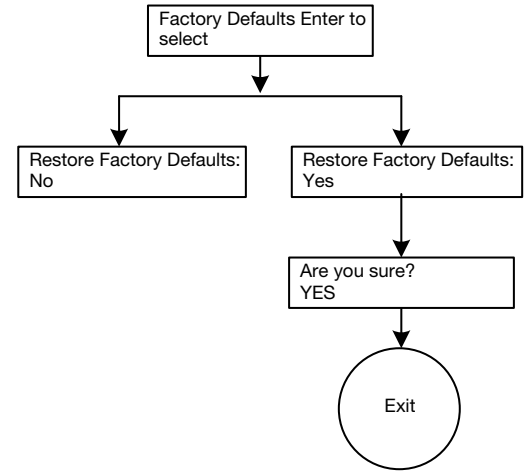 Factory Defaults Enter to
select
Restore Factory Defaults:
No
Restore Factory Defaults:
Yes
Are you sure?
YES
Exit